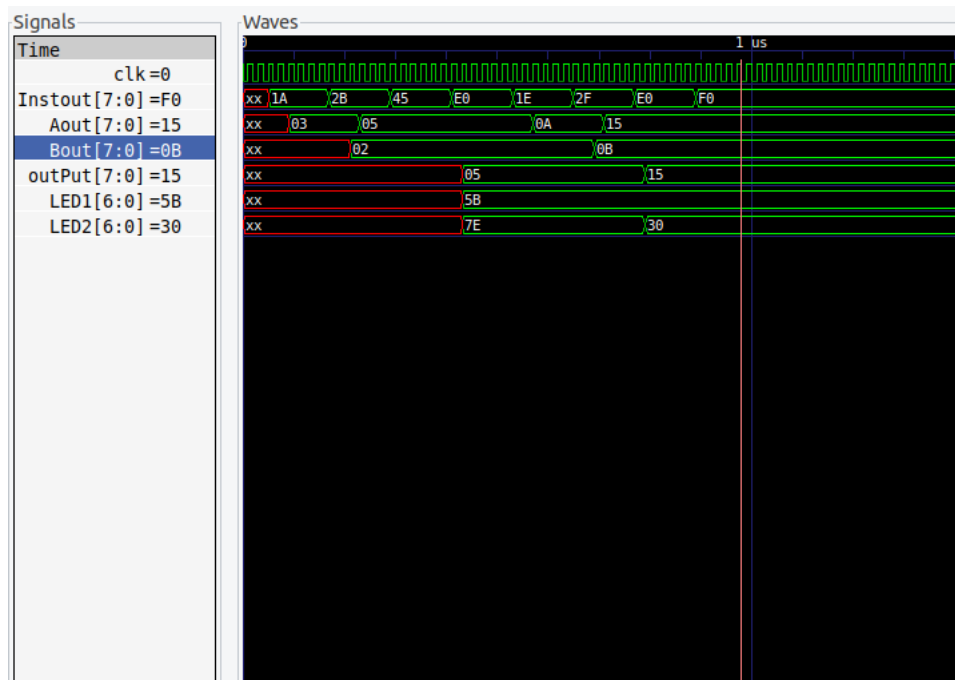 Signals Waves
Time 0 1 us
clk=0
Instout[7:0]=F0 xx 1A 2B 45 E0 1E 2F E0 F0
Aout[7:0]=15 xx 03 05 0A 15
Bout[7:0]=0B xx 02 0B
outPut[7:0]=15 xx 05 15
LED1[6:0]=5B xx 5B
LED2[6:0]=30 xx 7E 30